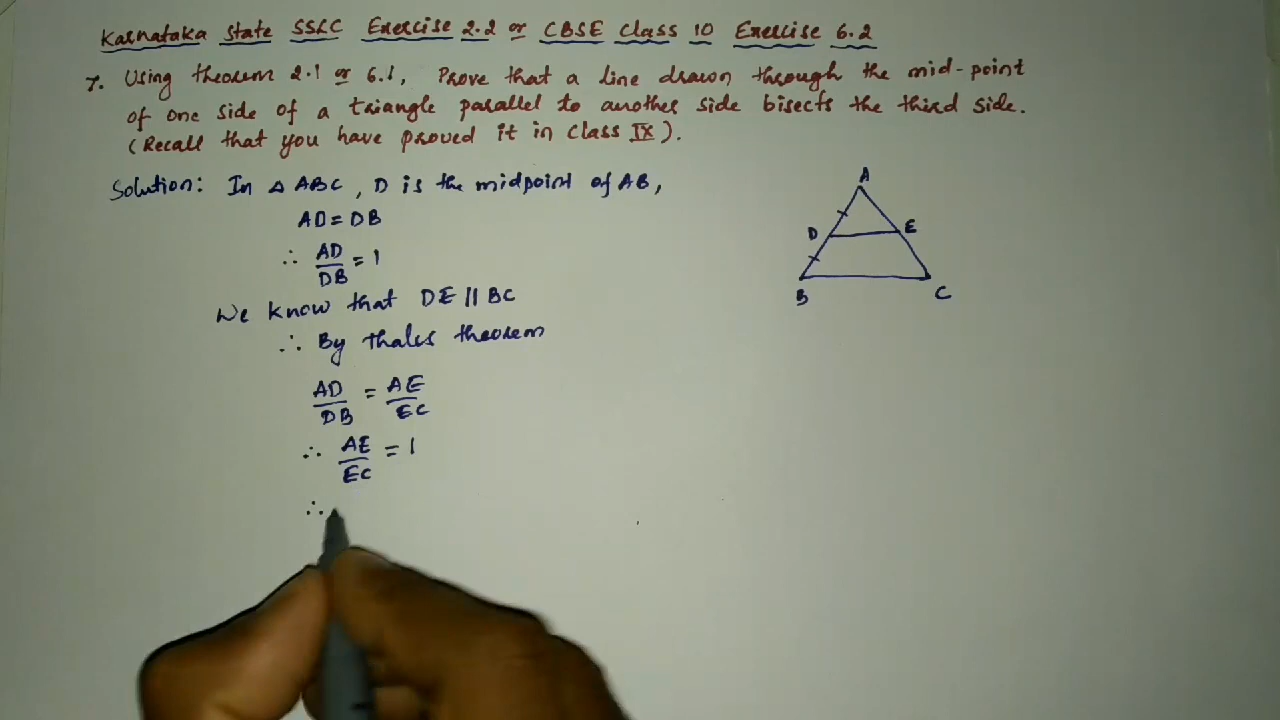 Karnataka State SSLC Exercise 2.2 or CBSE Class 10 Exercise 6.2
7. Using theorem 2.1 or 6.1, Prove that a line drawn through the mid-point
of one side of a triangle parallel to another side bisects the third side.
(Recall that you have proved it in Class IX).
Solution: In △ ABC, D is the midpoint of AB,
AD = DB
∴ AD/DB = 1
We know that DE || BC
∴ By thales theorem
AD/DB = AE/EC
∴ AE/EC = 1
∴
A
D E
B C